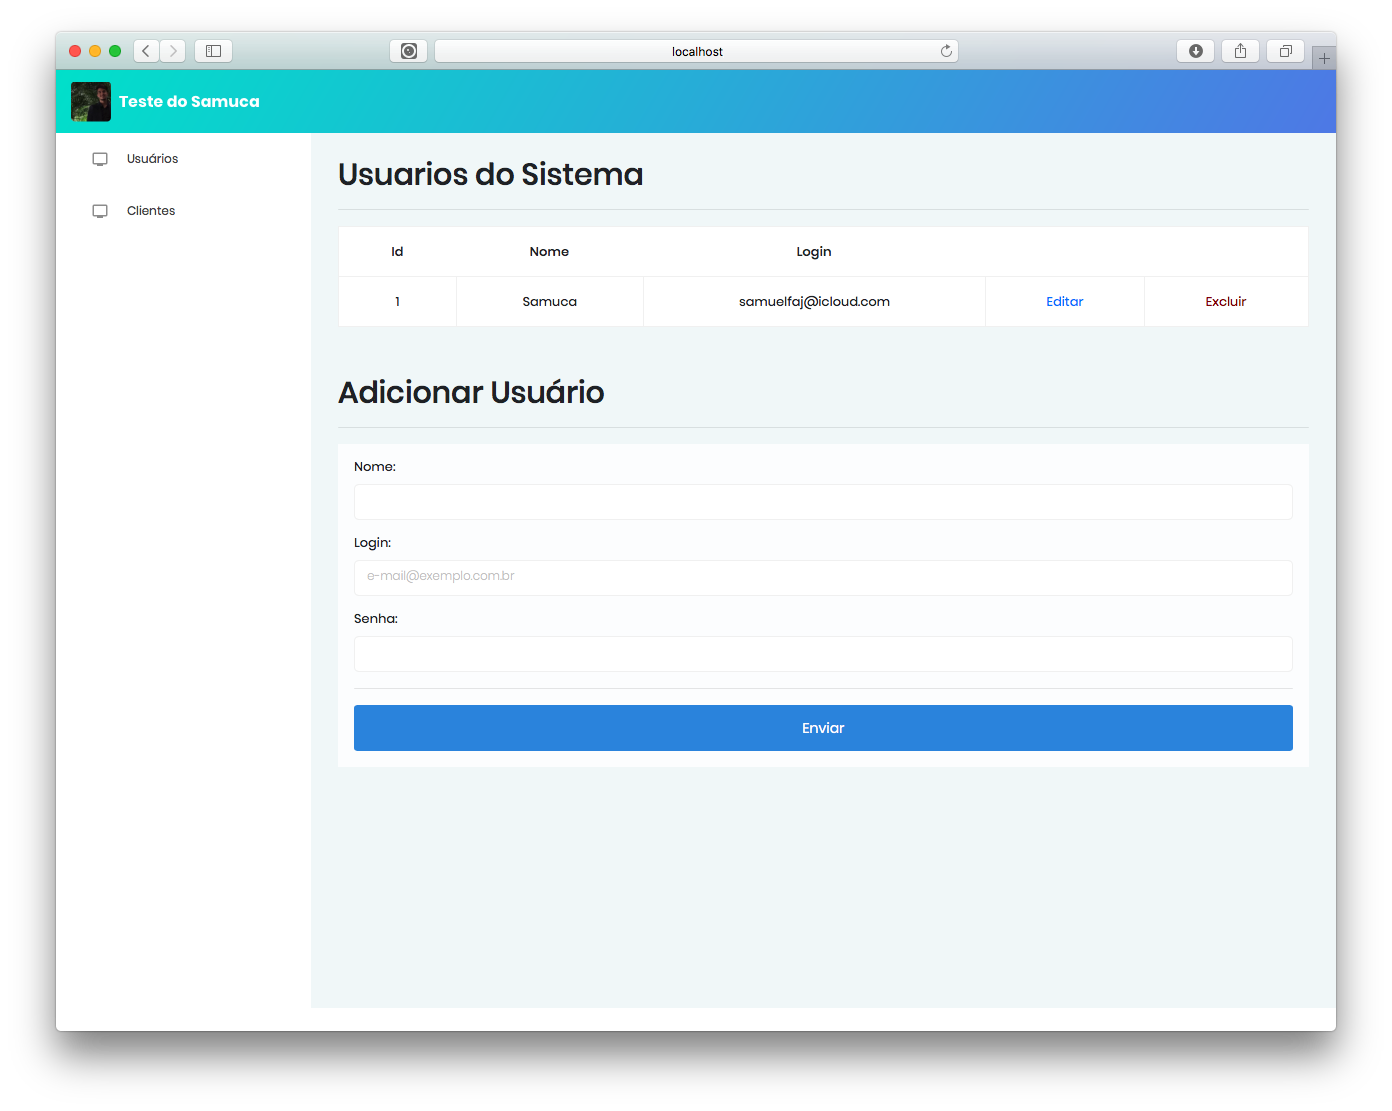 localhost
Teste do Samuca
Usuários
Clientes
Usuarios do Sistema
Id Nome Login
1 Samuca samuelfaj@icloud.com Editar Excluir
Adicionar Usuário
Nome:
Login:
e-mail@exemplo.com.br
Senha:
Enviar